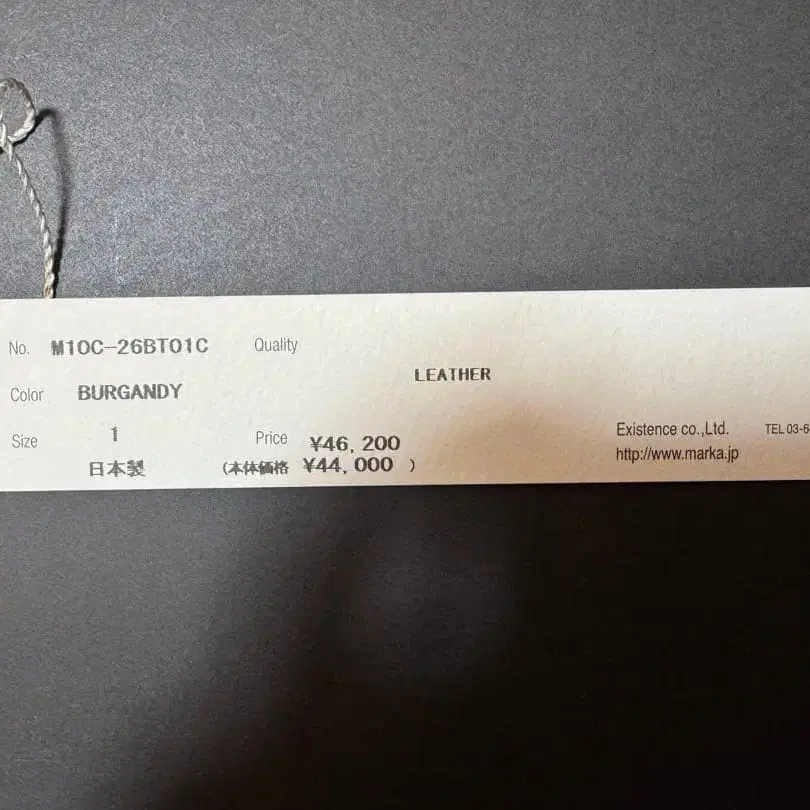 No. M10C-26BT01C Quality
LEATHER
Color BURGANDY
Size 1 Price ¥46, 200
日本製 (本体価格 ¥44, 000 )
Existence co.,Ltd. TEL 03-6
http://www.marka.jp